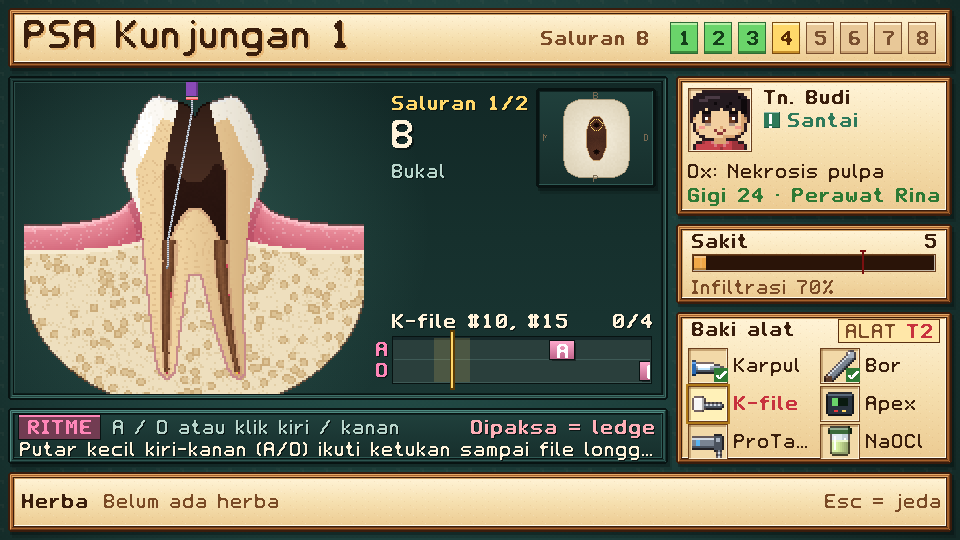 PSA Kunjungan 1
Saluran B 1 2 3 4 5 6 7 8
Saluran 1/2
B
Bukal
B
M D
P
Tn. Budi
Santai
Dx: Nekrosis pulpa
Gigi 24 · Perawat Rina
Sakit 5
Infiltrasi 70%
K-file #10, #15 0/4
A A
D
Baki alat ALAT T2
Karpul Bor
K-file Apex
ProTa... NaOCl
RITME A / D atau klik kiri / kanan Dipaksa = ledge
Putar kecil kiri-kanan (A/D) ikuti ketukan sampai file longg...
Herba Belum ada herba Esc = jeda